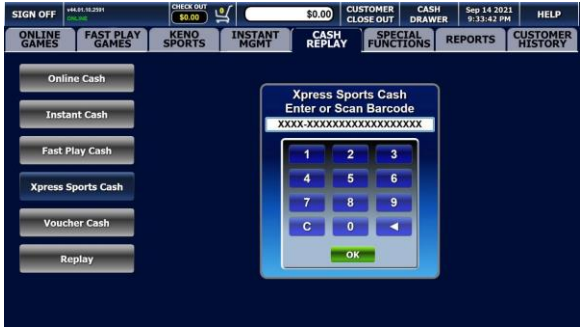 SIGN OFF
v44.01.10.2591
ONLINE
CHECK OUT
$0.00
0
$0.00
CUSTOMER
CLOSE OUT
CASH
DRAWER
Sep 14 2021
9:33:42 PM
HELP
ONLINE
GAMES
FAST PLAY
GAMES
KENO
SPORTS
INSTANT
MGMT
CASH
REPLAY
SPECIAL
FUNCTIONS
REPORTS
CUSTOMER
HISTORY
Online Cash
Instant Cash
Fast Play Cash
Xpress Sports Cash
Voucher Cash
Replay
Xpress Sports Cash
Enter or Scan Barcode
XXXX-XXXXXXXXXXXXXXXXXX
1 2 3
4 5 6
7 8 9
C 0 ◄
OK